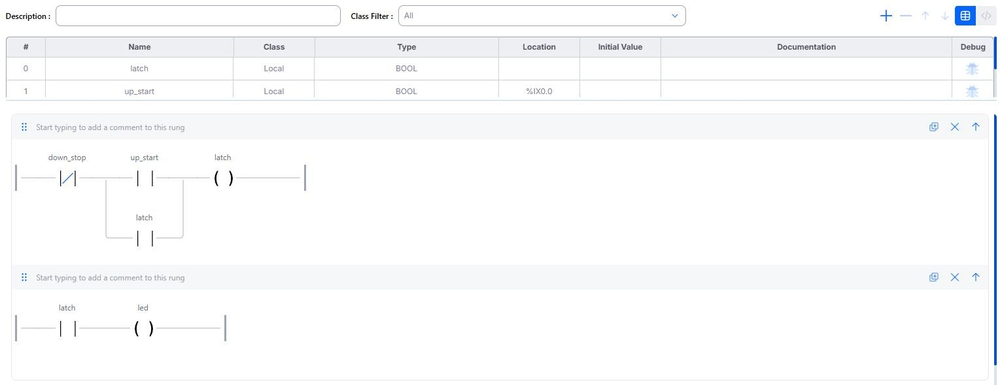 Description : Class Filter : All
# Name Class Type Location Initial Value Documentation Debug
0 latch Local BOOL
1 up_start Local BOOL %IX0.0
Start typing to add a comment to this rung
down_stop up_start latch
latch
Start typing to add a comment to this rung
latch led